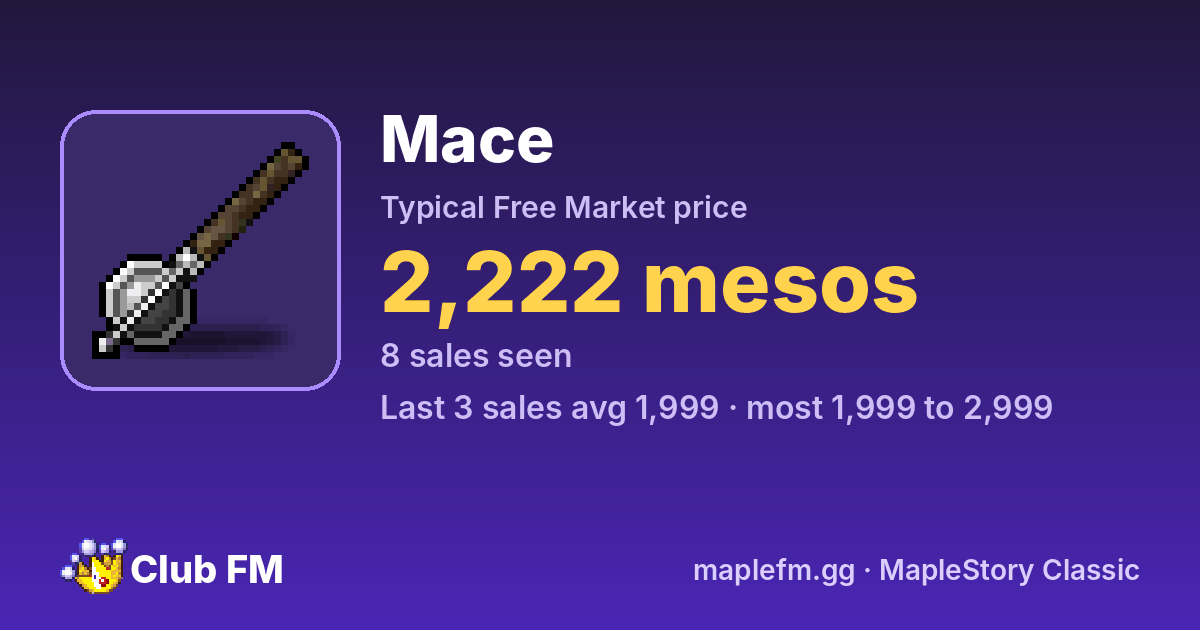 Mace
Typical Free Market price
2,222 mesos
8 sales seen
Last 3 sales avg 1,999 · most 1,999 to 2,999
Club FM
maplefm.gg · MapleStory Classic